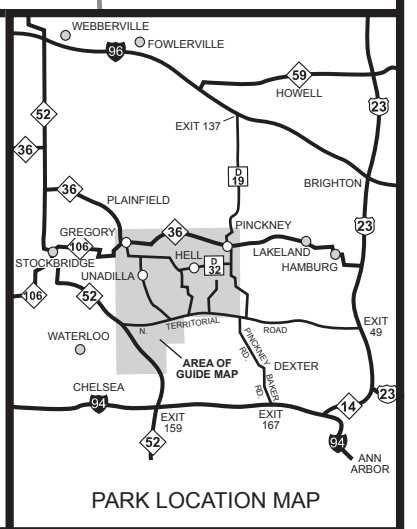 WEBBERVILLE
FOWLERVILLE
96
59
HOWELL
52
23
EXIT 137
36
D
19
36
BRIGHTON
PLAINFIELD
23
GREGORY
36
PINCKNEY
106
HELL
D
32
LAKELAND
STOCKBRIDGE
UNADILLA
HAMBURG
106
52
N. TERRITORIAL ROAD
EXIT
49
WATERLOO
PINCKNEY RD.
AREA OF
GUIDE MAP
DEXTER
BAKER RD.
CHELSEA
23
94
14
EXIT
159
EXIT
167
52
94
ANN
ARBOR
PARK LOCATION MAP